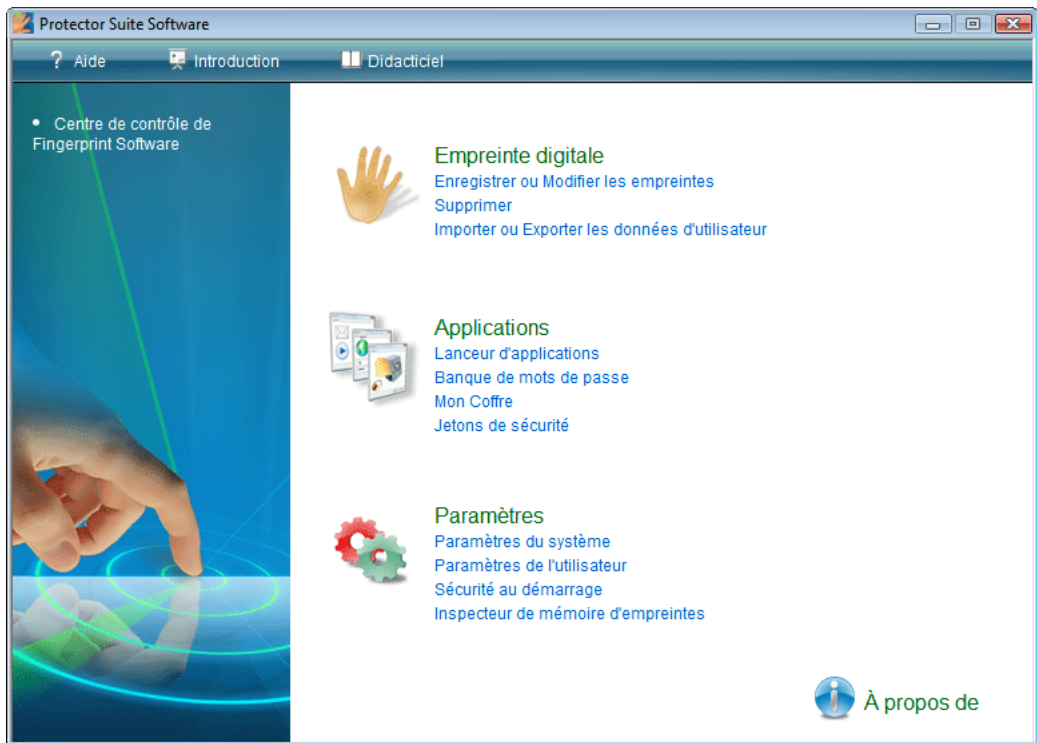 Protector Suite Software
? Aide
Introduction
Didacticiel
• Centre de contrôle de
Fingerprint Software
Empreinte digitale
Enregistrer ou Modifier les empreintes
Supprimer
Importer ou Exporter les données d'utilisateur
Applications
Lanceur d'applications
Banque de mots de passe
Mon Coffre
Jetons de sécurité
Paramètres
Paramètres du système
Paramètres de l'utilisateur
Sécurité au démarrage
Inspecteur de mémoire d'empreintes
À propos de